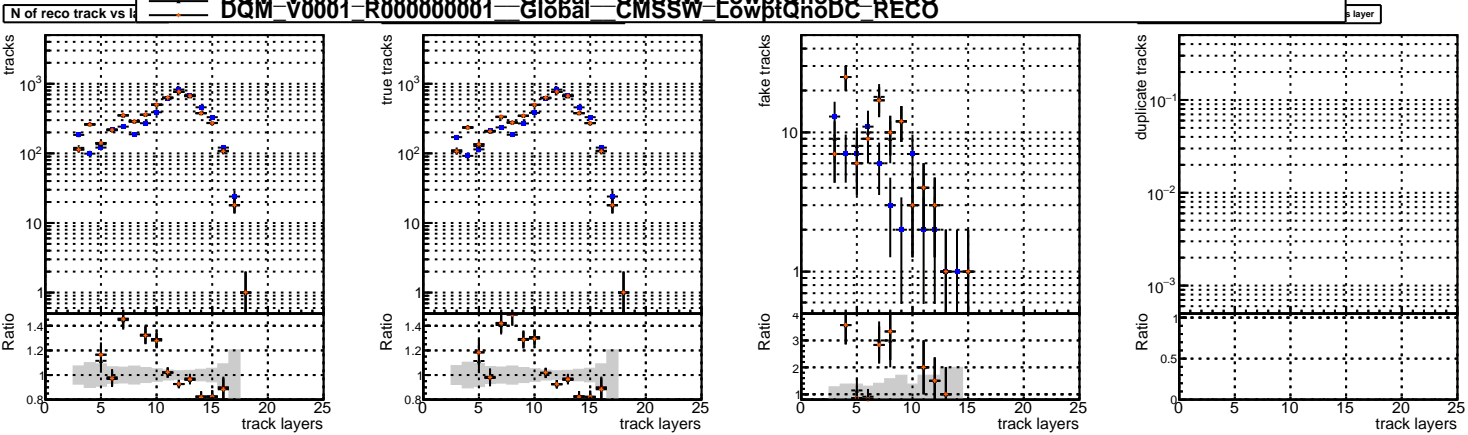 N of reco track vs la
DQM_V0001_R000000001__Global__CMSSW_LowptQnoDC_RECO
s layer
tracks
10³
10²
10
1
Ratio
1.4
1.2
1
0.8
0 5 10 15 20 25
track layers
true tracks
10³
10²
10
1
Ratio
1.4
1.2
1
0.8
0 5 10 15 20 25
track layers
fake tracks
10
1
Ratio
4
3
2
1
0 5 10 15 20 25
track layers
duplicate tracks
10⁻¹
10⁻²
10⁻³
Ratio
1
0.5
0
0 5 10 15 20 25
track layers